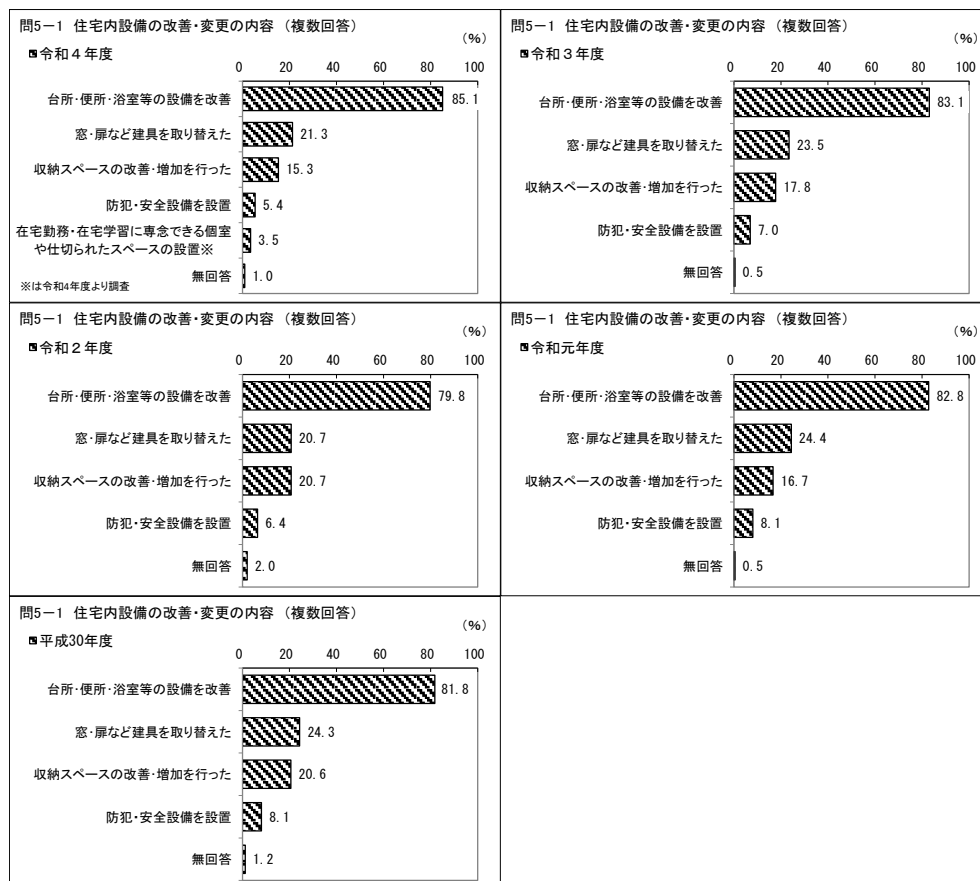 問5－1 住宅内設備の改善・変更の内容 （複数回答）
(%)
令和４年度
0 20 40 60 80 100
台所・便所・浴室等の設備を改善 85.1
窓・扉など建具を取り替えた 21.3
収納スペースの改善・増加を行った 15.3
防犯・安全設備を設置 5.4
在宅勤務・在宅学習に専念できる個室
や仕切られたスペースの設置※ 3.5
無回答 1.0
※は令和4年度より調査
問5－1 住宅内設備の改善・変更の内容 （複数回答）
(%)
令和３年度
0 20 40 60 80 100
台所・便所・浴室等の設備を改善 83.1
窓・扉など建具を取り替えた 23.5
収納スペースの改善・増加を行った 17.8
防犯・安全設備を設置 7.0
無回答 0.5
問5－1 住宅内設備の改善・変更の内容 （複数回答）
(%)
令和２年度
0 20 40 60 80 100
台所・便所・浴室等の設備を改善 79.8
窓・扉など建具を取り替えた 20.7
収納スペースの改善・増加を行った 20.7
防犯・安全設備を設置 6.4
無回答 2.0
問5－1 住宅内設備の改善・変更の内容 （複数回答）
(%)
令和元年度
0 20 40 60 80 100
台所・便所・浴室等の設備を改善 82.8
窓・扉など建具を取り替えた 24.4
収納スペースの改善・増加を行った 16.7
防犯・安全設備を設置 8.1
無回答 0.5
問5－1 住宅内設備の改善・変更の内容 （複数回答）
(%)
平成30年度
0 20 40 60 80 100
台所・便所・浴室等の設備を改善 81.8
窓・扉など建具を取り替えた 24.3
収納スペースの改善・増加を行った 20.6
防犯・安全設備を設置 8.1
無回答 1.2